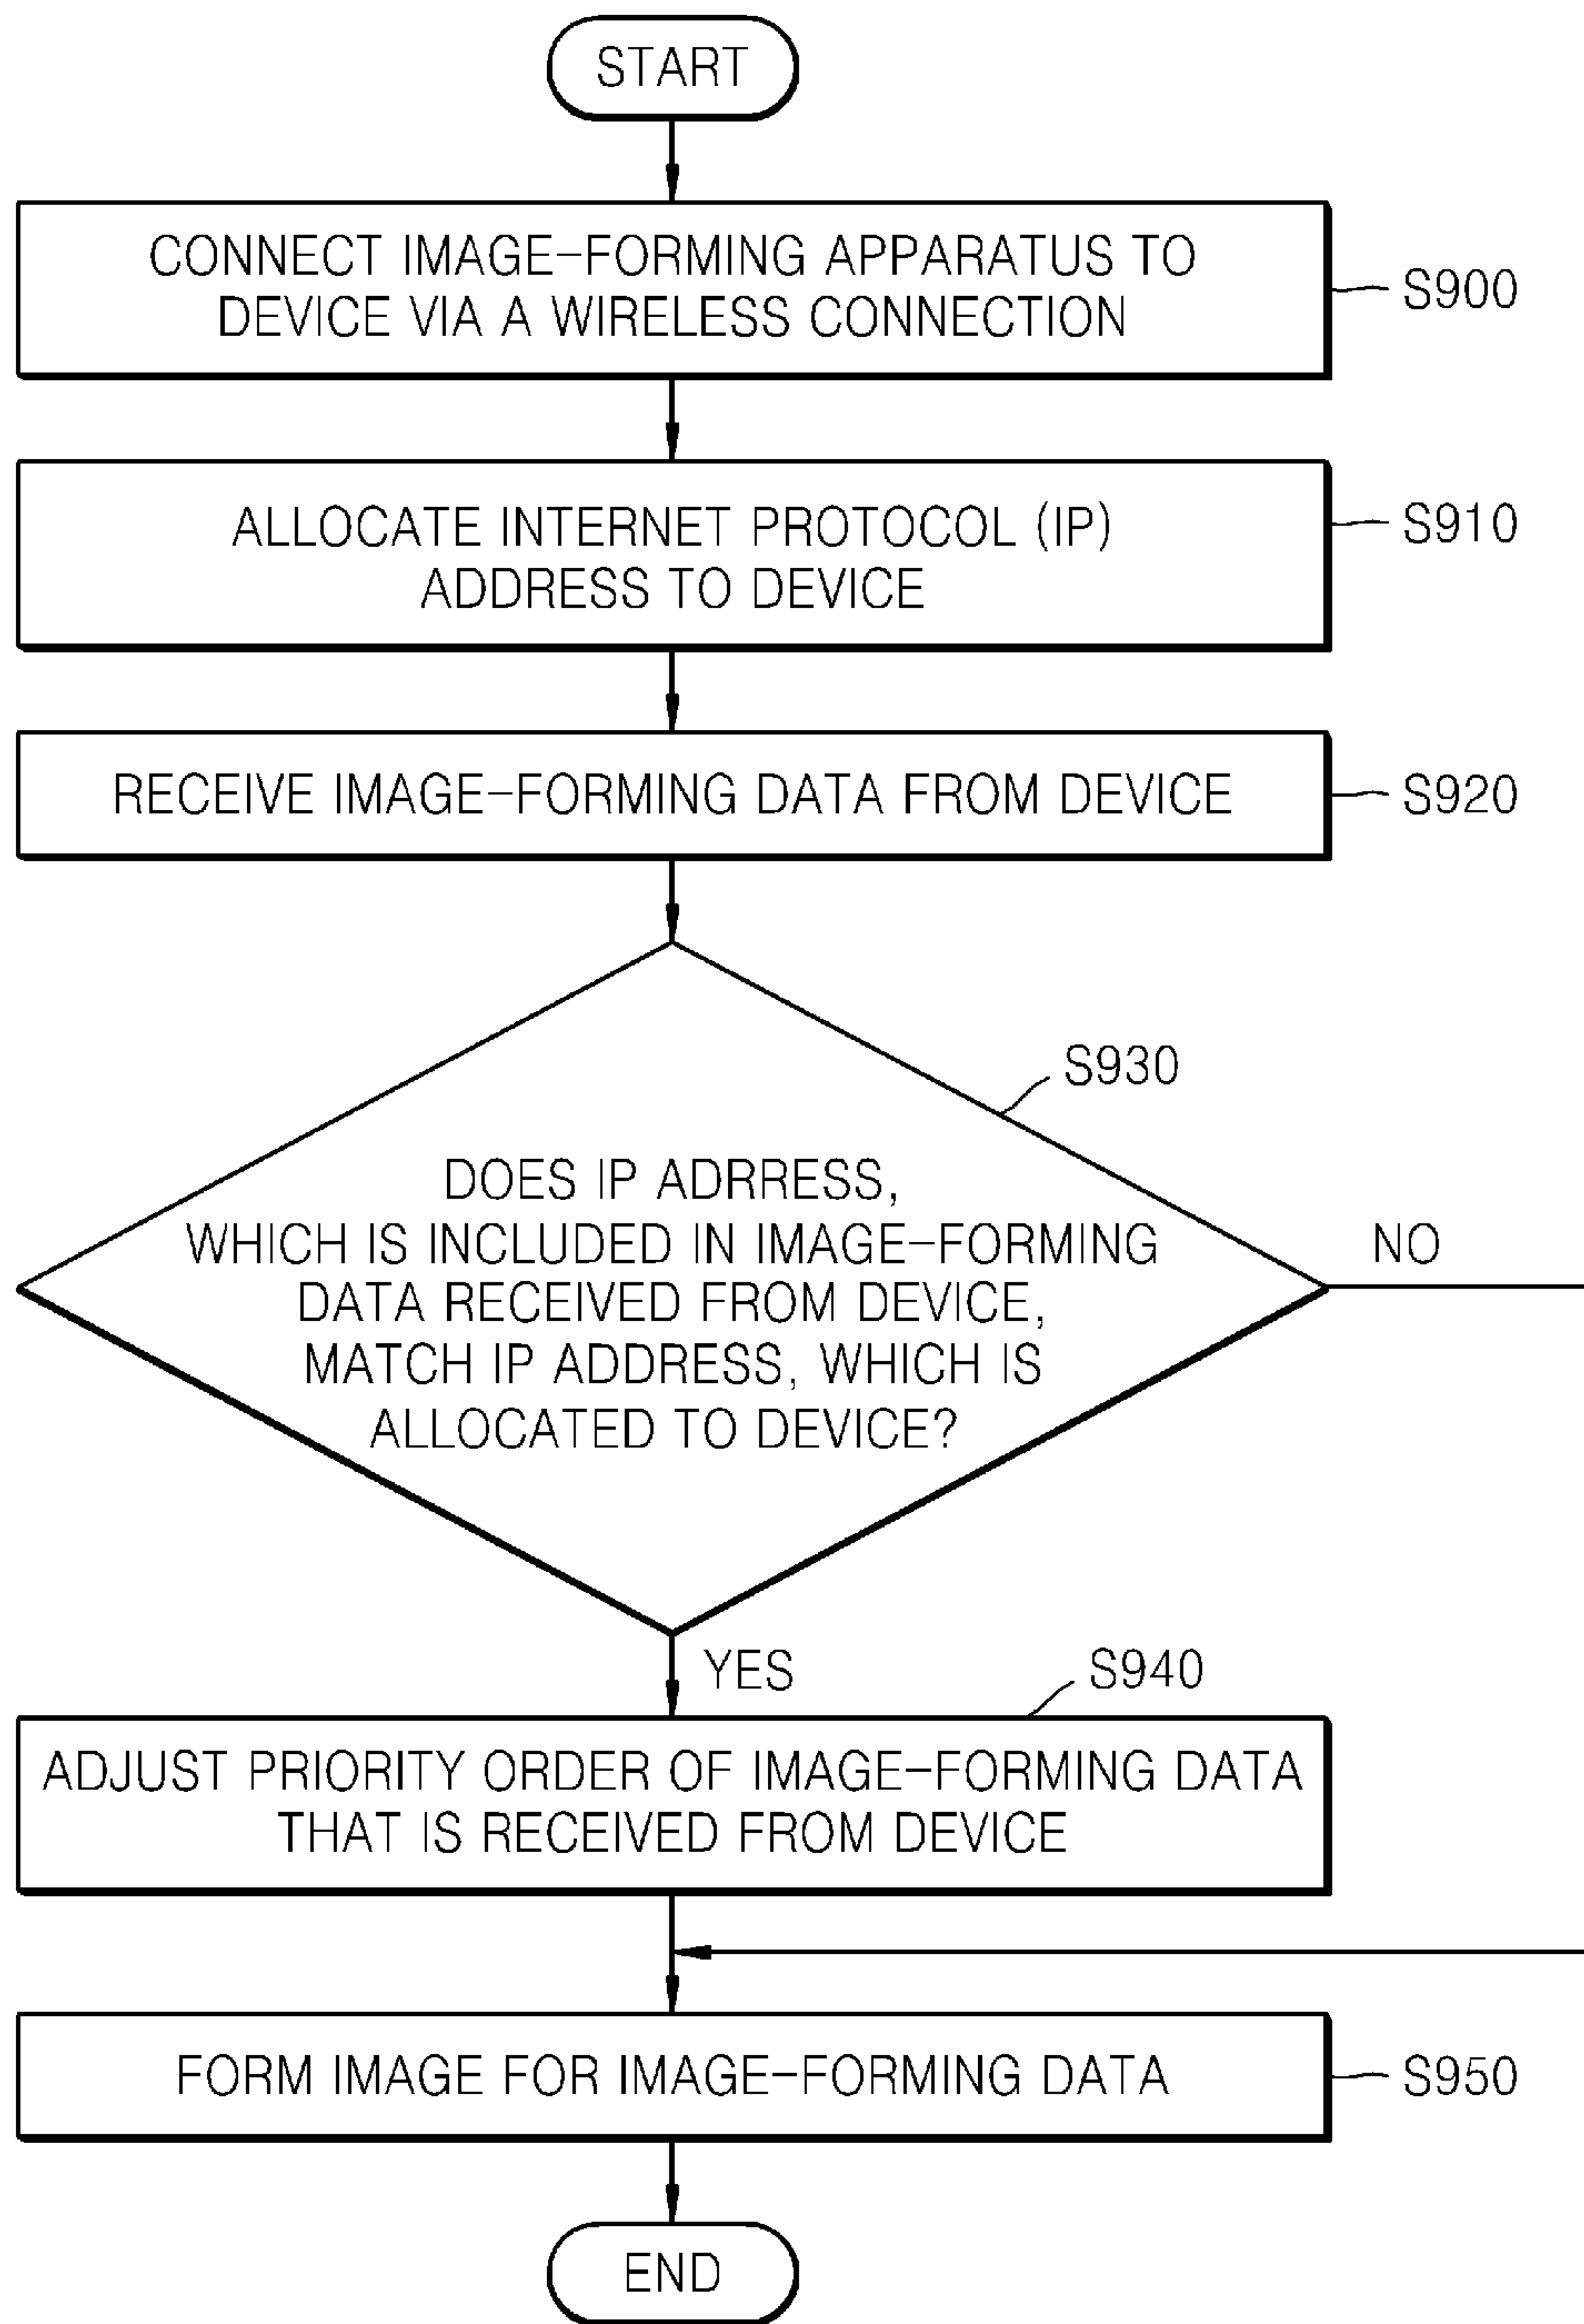 START
CONNECT IMAGE-FORMING APPARATUS TO
DEVICE VIA A WIRELESS CONNECTION
S900
ALLOCATE INTERNET PROTOCOL (IP)
ADDRESS TO DEVICE
S910
RECEIVE IMAGE-FORMING DATA FROM DEVICE
S920
S930
DOES IP ADRRESS,
WHICH IS INCLUDED IN IMAGE-FORMING
DATA RECEIVED FROM DEVICE,
MATCH IP ADDRESS, WHICH IS
ALLOCATED TO DEVICE?
NO
YES
S940
ADJUST PRIORITY ORDER OF IMAGE-FORMING DATA
THAT IS RECEIVED FROM DEVICE
FORM IMAGE FOR IMAGE-FORMING DATA
S950
END